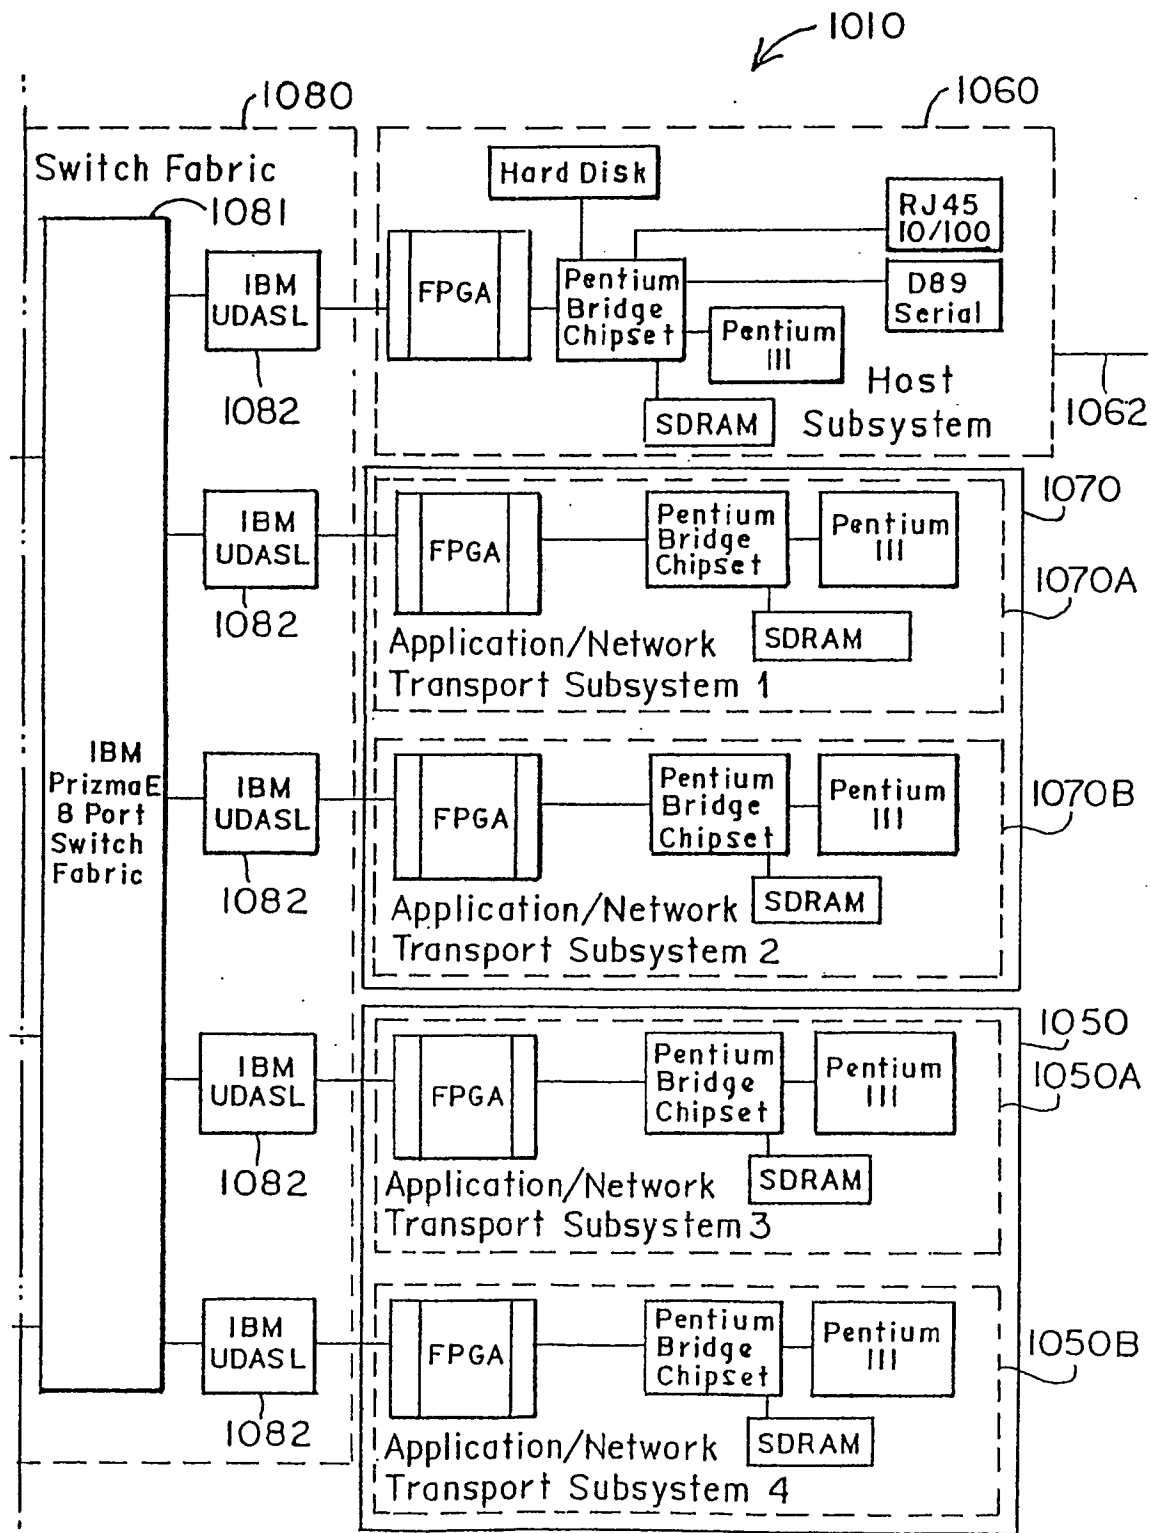 1010
1080
1060
Switch Fabric
1081
Hard Disk
RJ45
10/100
IBM
UDASL
FPGA
Pentium
Bridge
Chipset
D89
Serial
Pentium
III
1082
SDRAM
Host
Subsystem
1062
IBM
UDASL
FPGA
Pentium
Bridge
Chipset
Pentium
III
1070
1070A
1082
SDRAM
Application/Network
Transport Subsystem 1
IBM
PrizmaE
8 Port
Switch
Fabric
IBM
UDASL
FPGA
Pentium
Bridge
Chipset
Pentium
III
1070B
1082
SDRAM
Application/Network
Transport Subsystem 2
IBM
UDASL
FPGA
Pentium
Bridge
Chipset
Pentium
III
1050
1050A
1082
SDRAM
Application/Network
Transport Subsystem 3
IBM
UDASL
FPGA
Pentium
Bridge
Chipset
Pentium
III
1050B
1082
SDRAM
Application/Network
Transport Subsystem 4